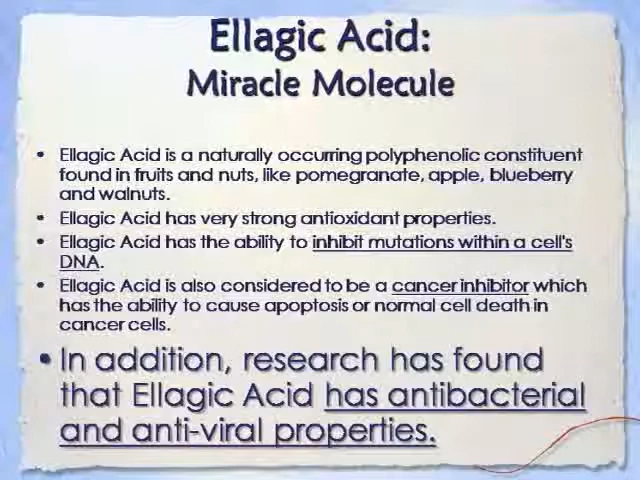 Ellagic Acid:
Miracle Molecule
• Ellagic Acid is a naturally occurring polyphenolic constituent
found in fruits and nuts, like pomegranate, apple, blueberry
and walnuts.
• Ellagic Acid has very strong antioxidant properties.
• Ellagic Acid has the ability to inhibit mutations within a cell's
DNA.
• Ellagic Acid is also considered to be a cancer inhibitor which
has the ability to cause apoptosis or normal cell death in
cancer cells.
• In addition, research has found
that Ellagic Acid has antibacterial
and anti-viral properties.